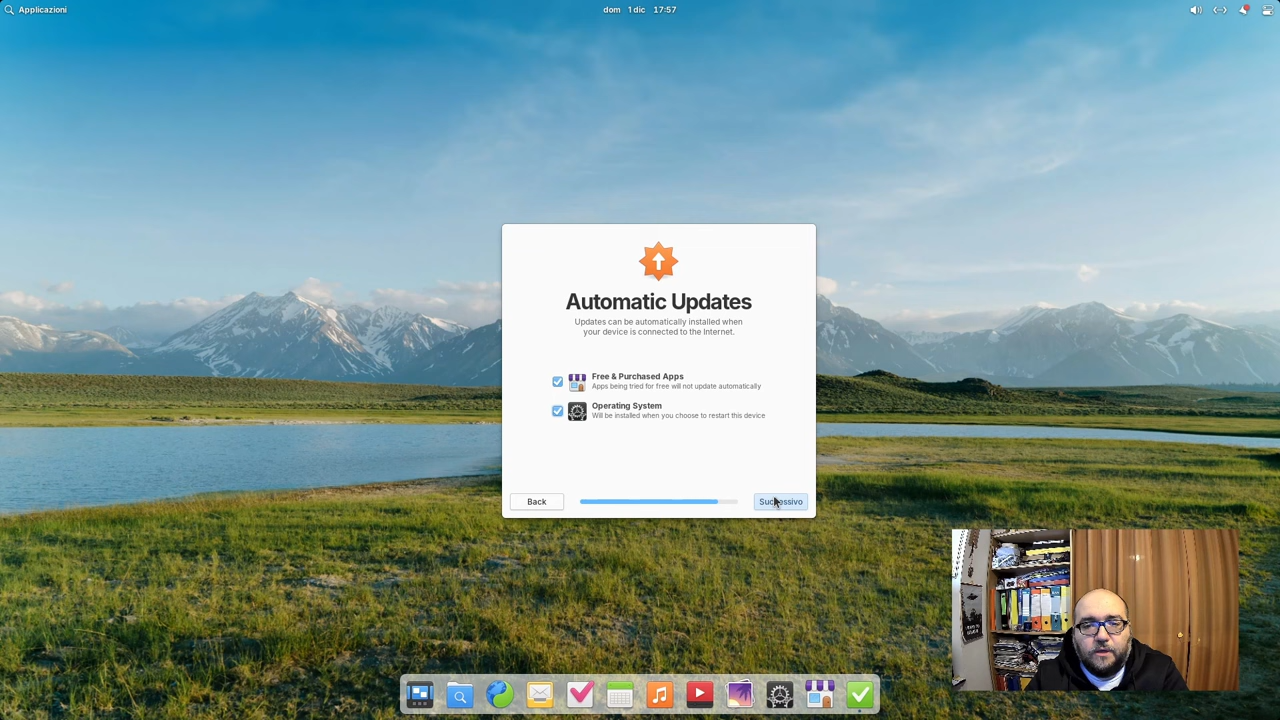 Applicazioni
dom 1 dic 17:57
Automatic Updates
Updates can be automatically installed when
your device is connected to the Internet.
Free & Purchased Apps
Apps being tried for free will not update automatically
Operating System
Will be installed when you choose to restart this device
Back
Successivo